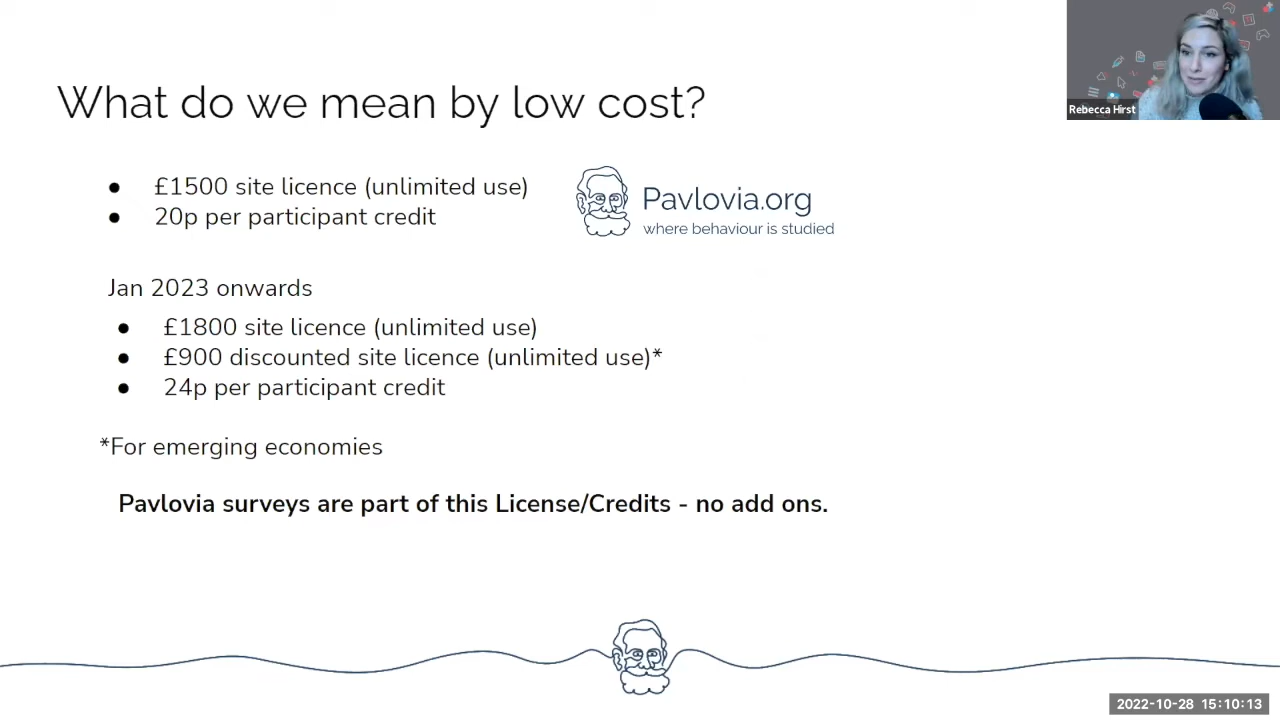 What do we mean by low cost?
Rebecca Hirst
● £1500 site licence (unlimited use)
● 20p per participant credit
Pavlovia.org
where behaviour is studied
Jan 2023 onwards
● £1800 site licence (unlimited use)
● £900 discounted site licence (unlimited use)*
● 24p per participant credit
*For emerging economies
Pavlovia surveys are part of this License/Credits - no add ons.
2022-10-28 15:10:13